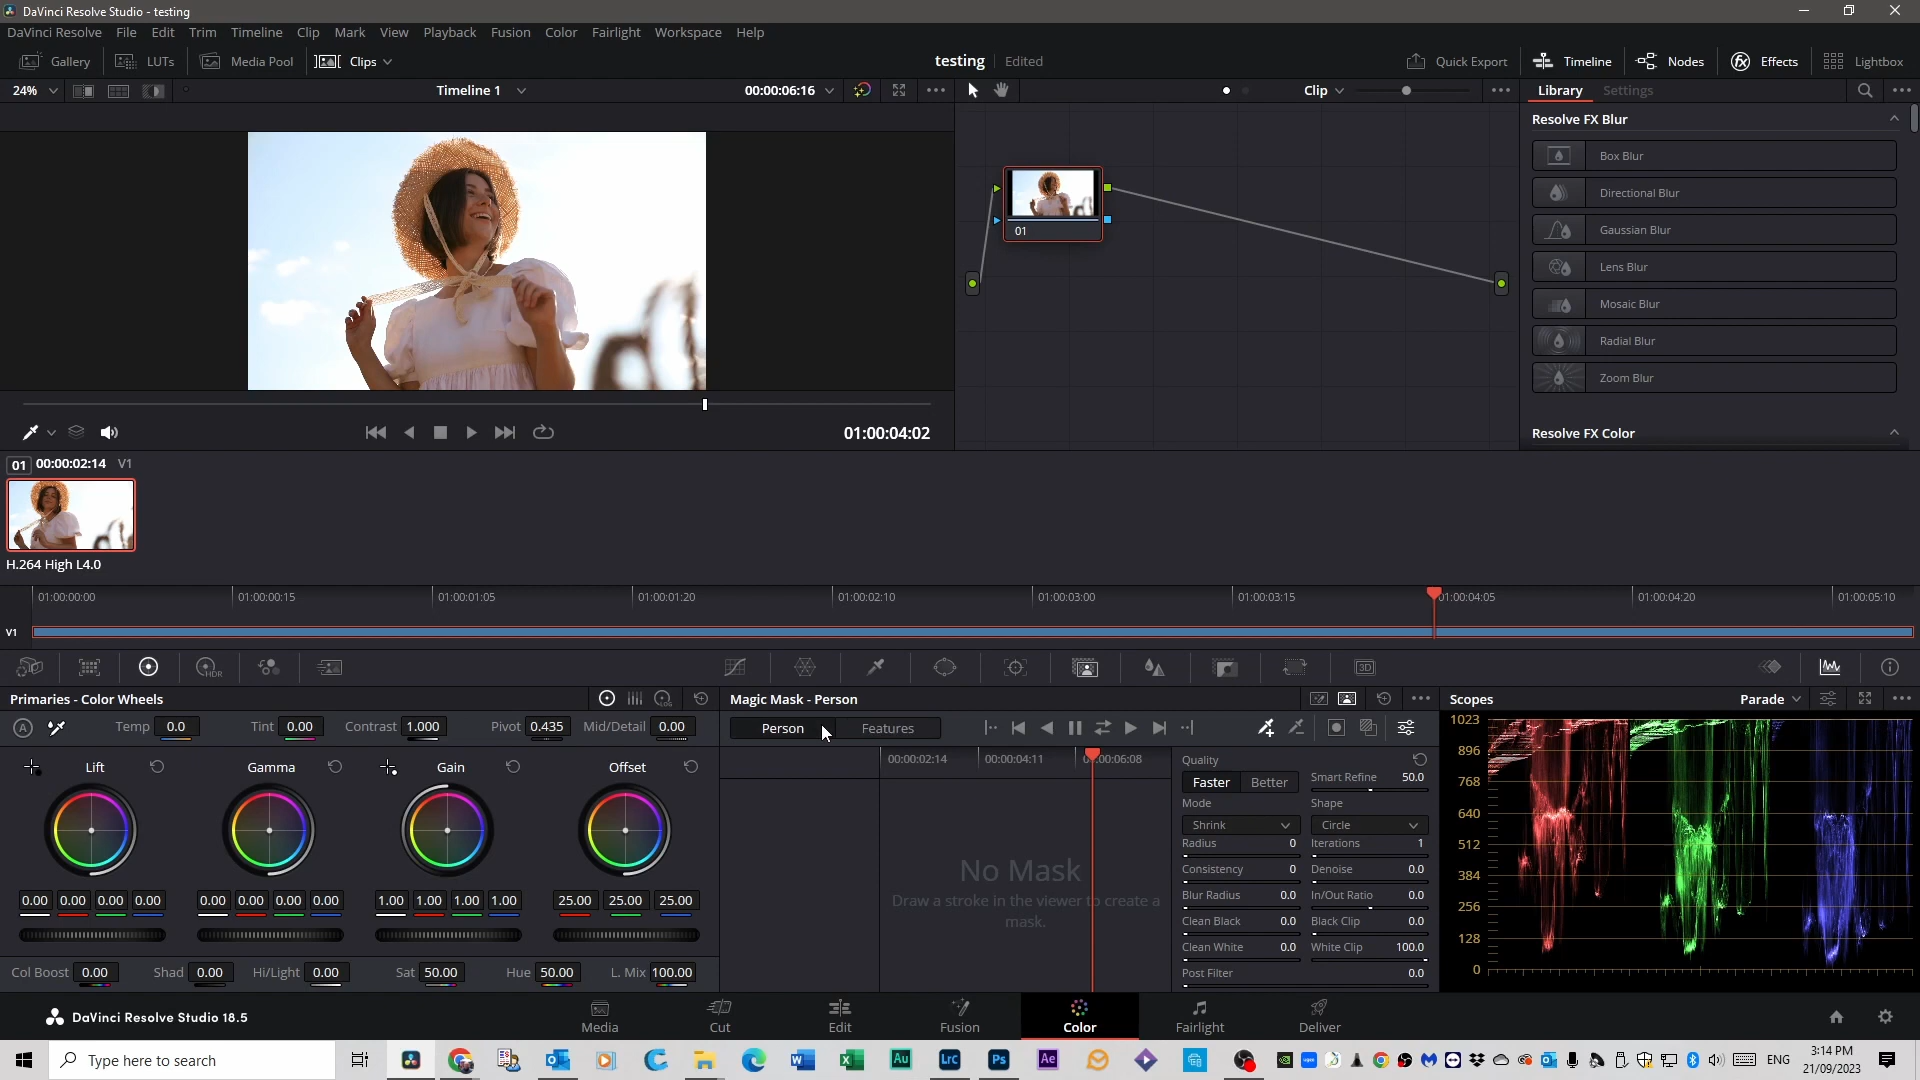 DaVinci Resolve Studio - testing
DaVinci Resolve File Edit Trim Timeline Clip Mark View Playback Fusion Color Fairlight Workspace Help
Gallery LUTs Media Pool Clips testing Edited Quick Export Timeline Nodes Effects Lightbox
24% Timeline 1 00:00:06:16 Clip Library Settings
Resolve FX Blur
Box Blur
Directional Blur
Gaussian Blur
Lens Blur
Mosaic Blur
Radial Blur
Zoom Blur
Resolve FX Color
01
01:00:04:02
01 00:00:02:14 V1
H.264 High L4.0
01:00:00:00 01:00:00:15 01:00:01:05 01:00:01:20 01:00:02:10 01:00:03:00 01:00:03:15 01:00:04:05 01:00:04:20 01:00:05:10
V1
HDR 3D
Primaries - Color Wheels LOG Magic Mask - Person Scopes Parade
A Temp 0.0 Tint 0.00 Contrast 1.000 Pivot 0.435 Mid/Detail 0.00
Person Features
Lift Gamma Gain Offset
0.00 0.00 0.00 0.00 0.00 0.00 0.00 0.00 1.00 1.00 1.00 1.00 25.00 25.00 25.00
Col Boost 0.00 Shad 0.00 Hi/Light 0.00 Sat 50.00 Hue 50.00 L. Mix 100.00
00:00:02:14 00:00:04:11 00:00:06:08
No Mask
Draw a stroke in the viewer to create a
mask.
Quality
Faster Better Smart Refine 50.0
Mode Shape
Shrink Circle
Radius 0 Iterations 1
Consistency 0 Denoise 0.0
Blur Radius 0.0 In/Out Ratio 0.0
Clean Black 0.0 Black Clip 0.0
Clean White 0.0 White Clip 100.0
Post Filter 0.0
1023
896
768
640
512
384
256
128
0
DaVinci Resolve Studio 18.5
Media Cut Edit Fusion Color Fairlight Deliver
Type here to search
Au Lrc Ps Ae
ENG
3:14 PM
21/09/2023